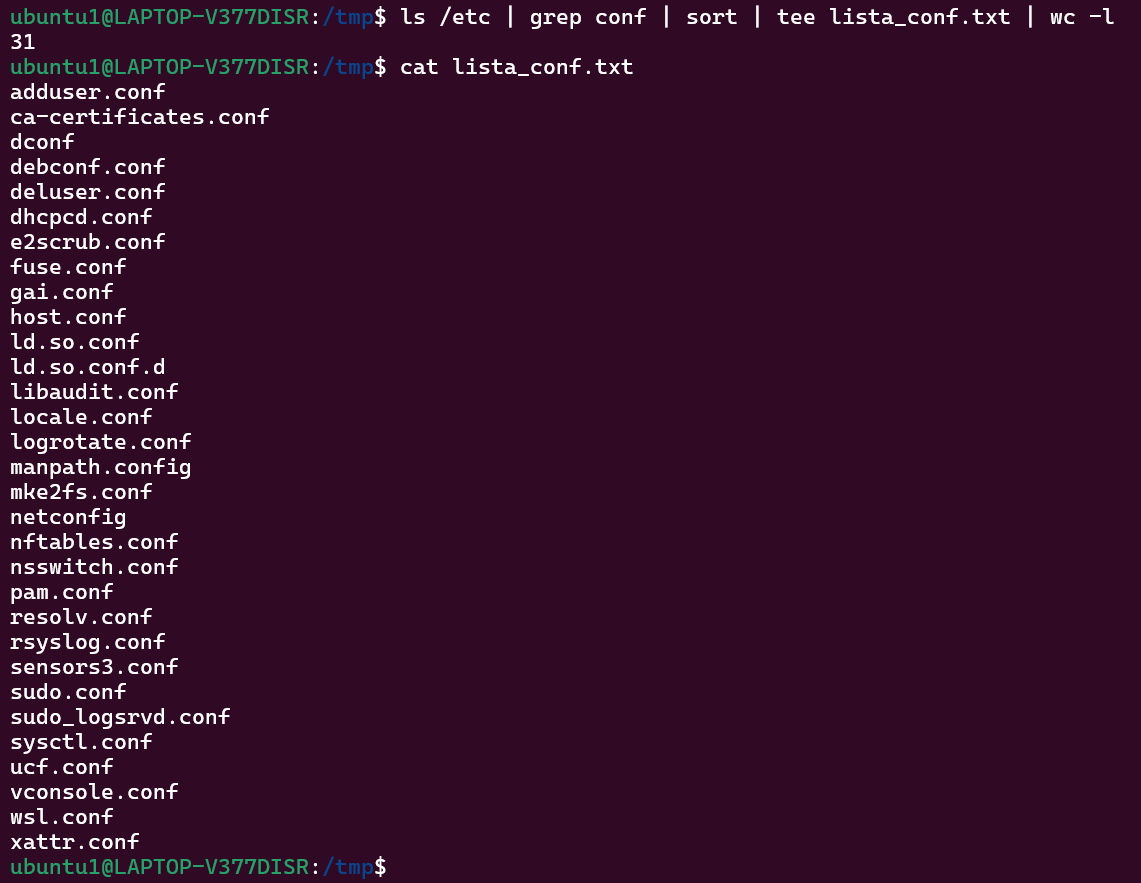 ubuntu1@LAPTOP-V377DISR:/tmp$ ls /etc | grep conf | sort | tee lista_conf.txt | wc -l
31
ubuntu1@LAPTOP-V377DISR:/tmp$ cat lista_conf.txt
adduser.conf
ca-certificates.conf
dconf
debconf.conf
deluser.conf
dhcpcd.conf
e2scrub.conf
fuse.conf
gai.conf
host.conf
ld.so.conf
ld.so.conf.d
libaudit.conf
locale.conf
logrotate.conf
manpath.config
mke2fs.conf
netconfig
nftables.conf
nsswitch.conf
pam.conf
resolv.conf
rsyslog.conf
sensors3.conf
sudo.conf
sudo_logsrvd.conf
sysctl.conf
ucf.conf
vconsole.conf
wsl.conf
xattr.conf
ubuntu1@LAPTOP-V377DISR:/tmp$